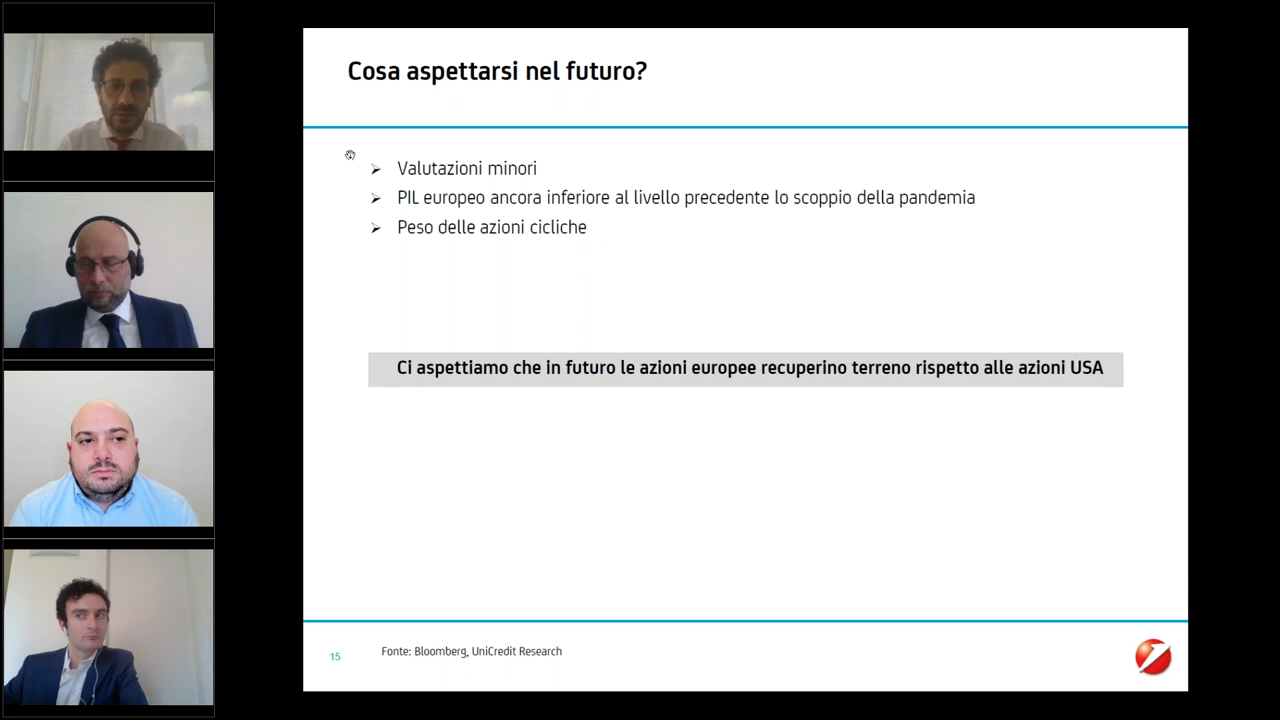 Cosa aspettarsi nel futuro?
➢ Valutazioni minori
➢ PIL europeo ancora inferiore al livello precedente lo scoppio della pandemia
➢ Peso delle azioni cicliche
Ci aspettiamo che in futuro le azioni europee recuperino terreno rispetto alle azioni USA
15
Fonte: Bloomberg, UniCredit Research